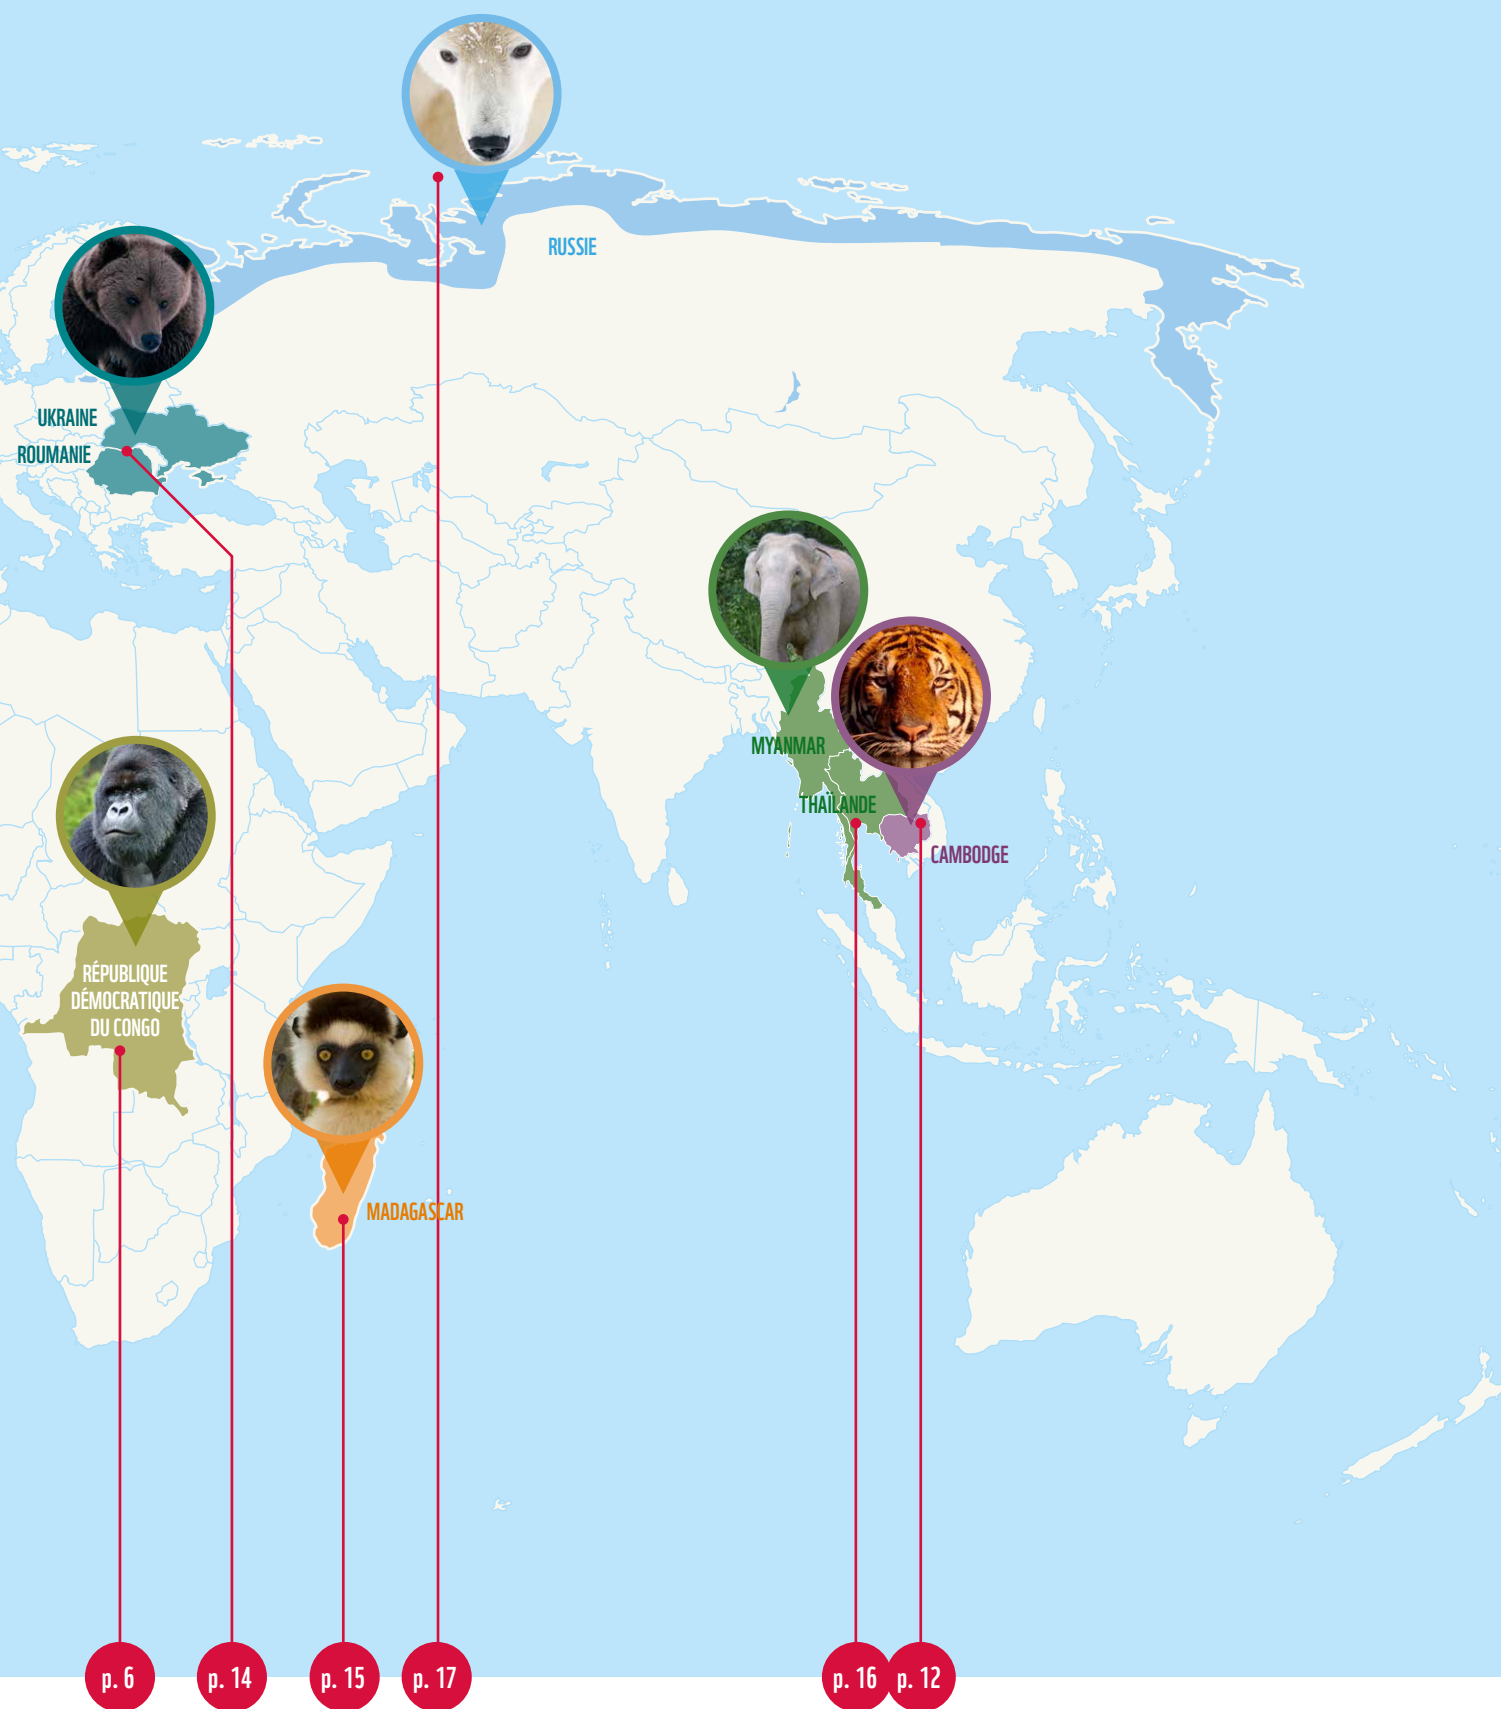 RUSSIE
UKRAINE
ROUMANIE
MYANMAR
THAÏLANDE
CAMBODGE
RÉPUBLIQUE
DÉMOCRATIQUE
DU CONGO
MADAGASCAR
p. 6
p. 14
p. 15
p. 17
p. 16
p. 12